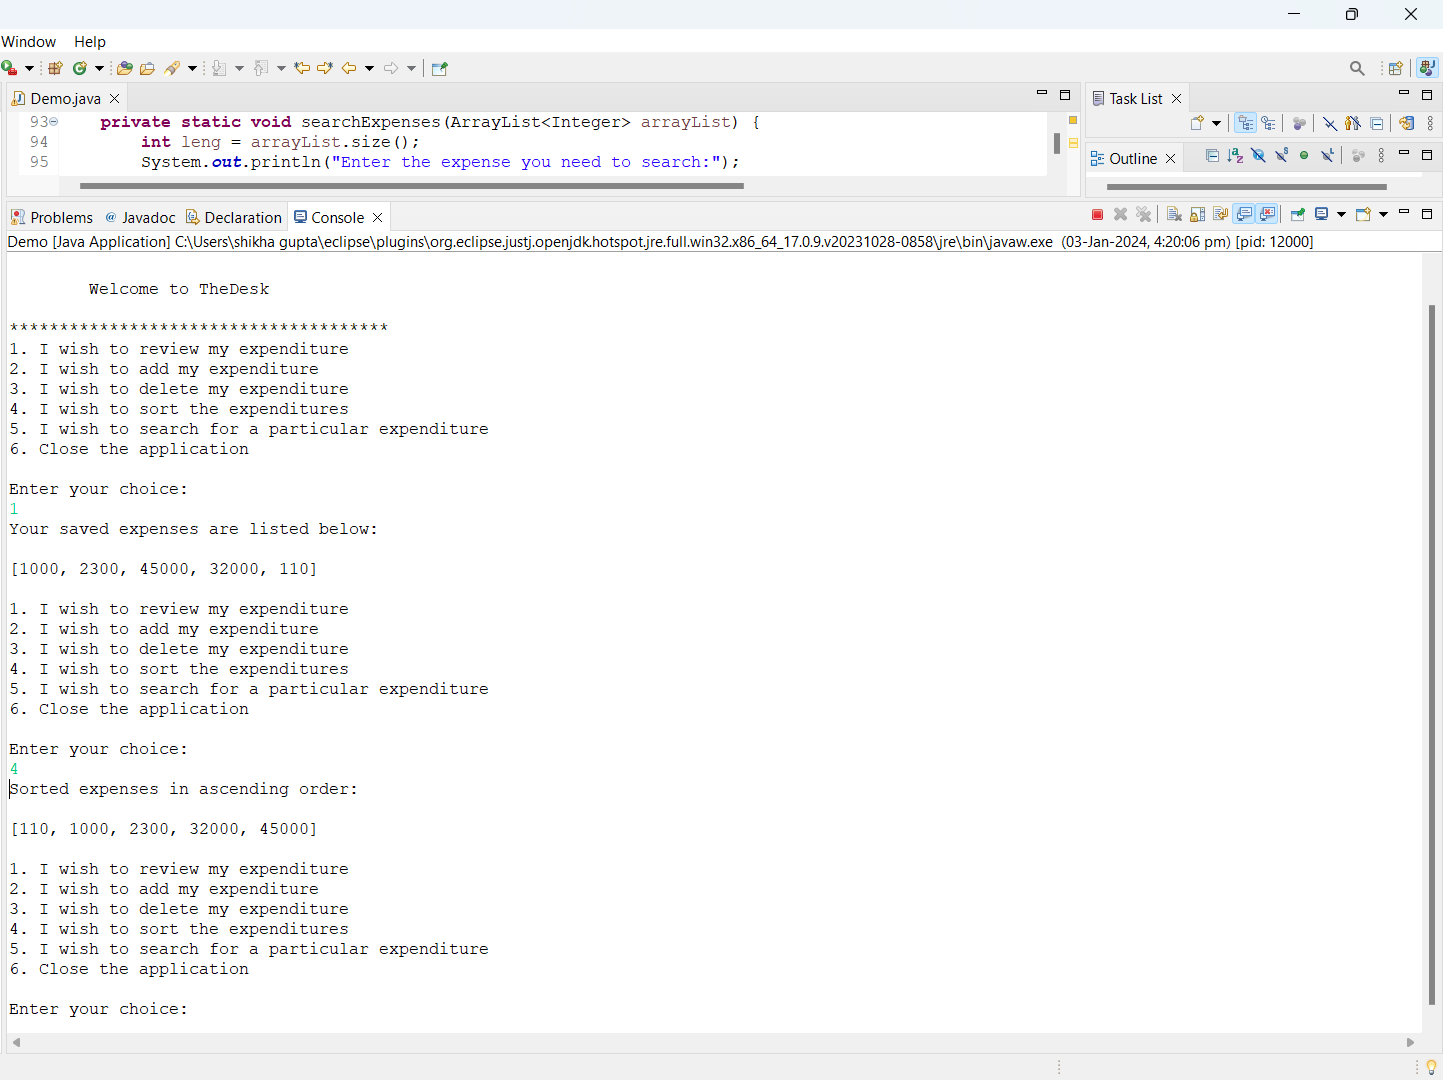 Window Help
Demo.java
Task List
93 private static void searchExpenses(ArrayList<Integer> arrayList) {
94 int leng = arrayList.size();
95 System.out.println("Enter the expense you need to search:");
Outline
Problems @ Javadoc Declaration Console
Demo [Java Application] C:\Users\shikha gupta\eclipse\plugins\org.eclipse.justj.openjdk.hotspot.jre.full.win32.x86_64_17.0.9.v20231028-0858\jre\bin\javaw.exe (03-Jan-2024, 4:20:06 pm) [pid: 12000]
Welcome to TheDesk
**************************************
1. I wish to review my expenditure
2. I wish to add my expenditure
3. I wish to delete my expenditure
4. I wish to sort the expenditures
5. I wish to search for a particular expenditure
6. Close the application
Enter your choice:
1
Your saved expenses are listed below:
[1000, 2300, 45000, 32000, 110]
1. I wish to review my expenditure
2. I wish to add my expenditure
3. I wish to delete my expenditure
4. I wish to sort the expenditures
5. I wish to search for a particular expenditure
6. Close the application
Enter your choice:
4
Sorted expenses in ascending order:
[110, 1000, 2300, 32000, 45000]
1. I wish to review my expenditure
2. I wish to add my expenditure
3. I wish to delete my expenditure
4. I wish to sort the expenditures
5. I wish to search for a particular expenditure
6. Close the application
Enter your choice: